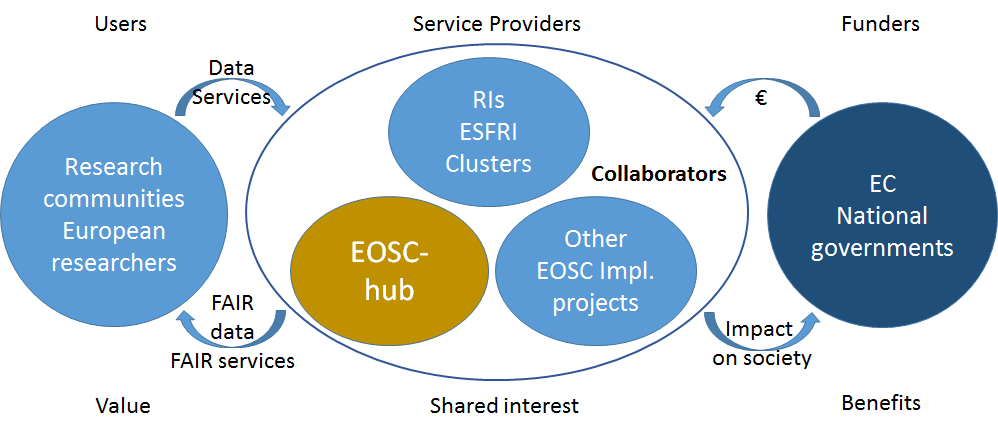 Users
Service Providers
Funders
Data
Services
€
RIs
ESFRI
Clusters
Collaborators
Research
communities
European
researchers
EC
National
governments
EOSC-
hub
Other
EOSC Impl.
projects
FAIR
data
FAIR services
Impact
on society
Value
Shared interest
Benefits